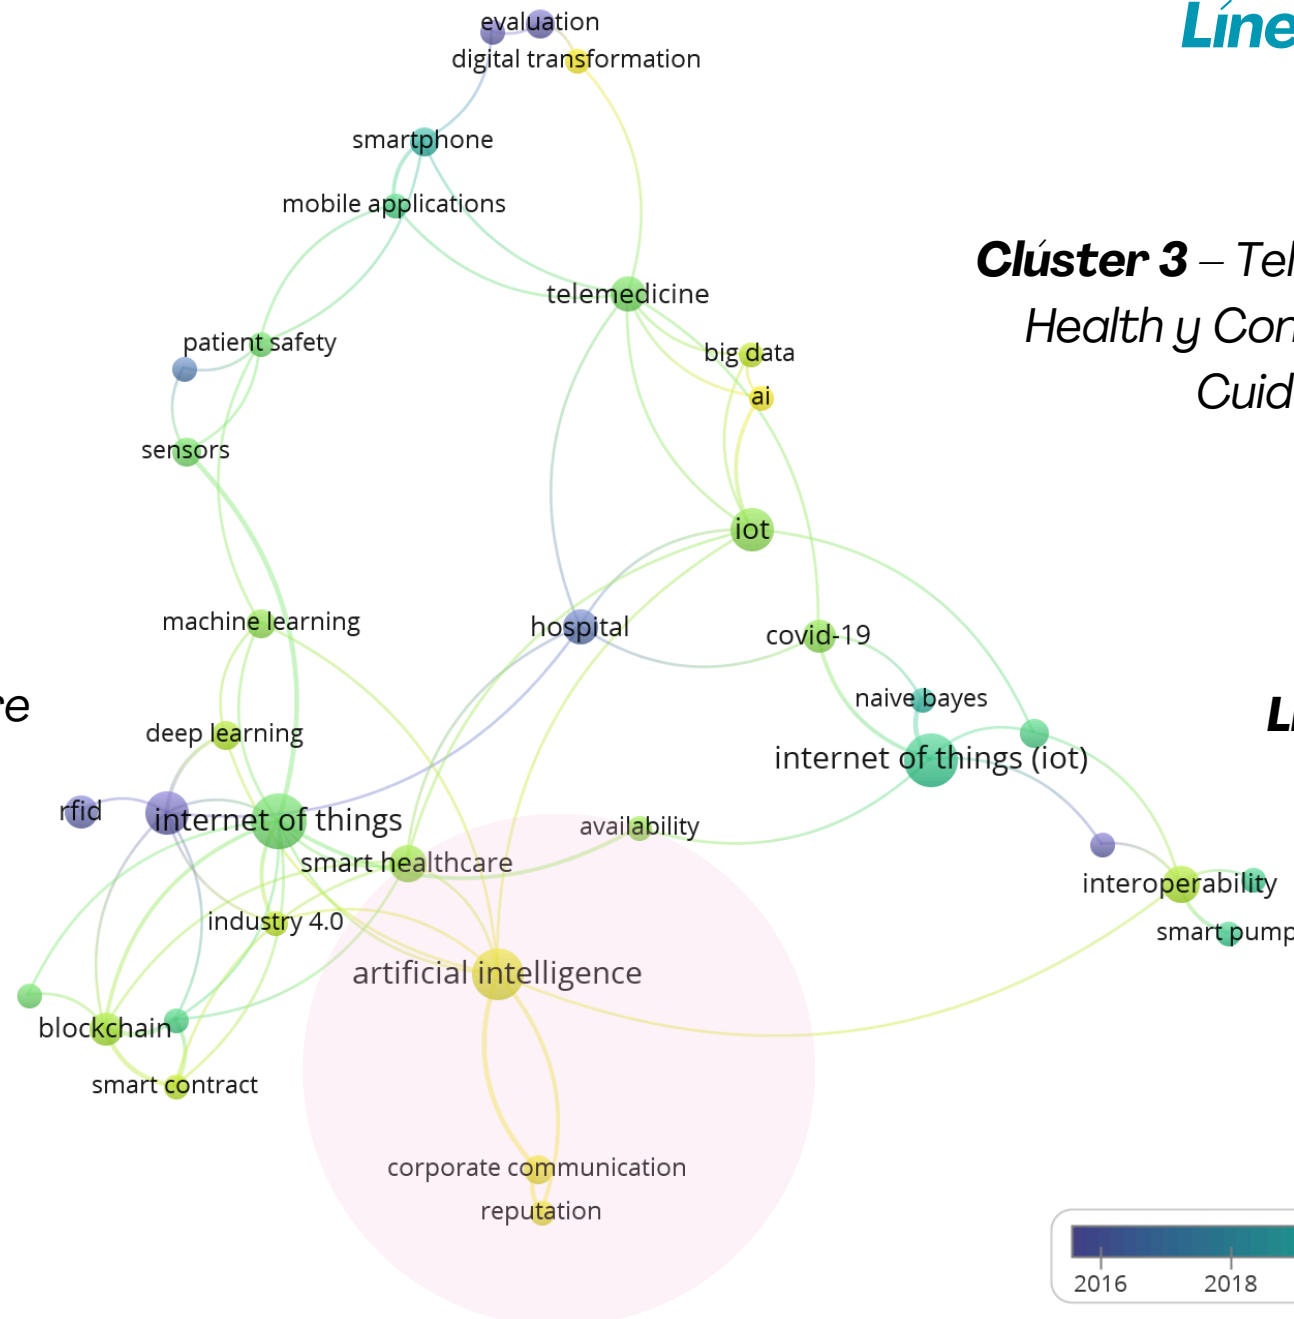 Líne
evaluation
digital transformation
smartphone
mobile applications
Clúster 3 – Tel
Health y Con
Cuid
telemedicine
patient safety
big data
ai
sensors
iot
machine learning
hospital
covid-19
re
naive bayes
deep learning
internet of things (iot)
rfid
internet of things
availability
smart healthcare
interoperability
industry 4.0
smart pump
artificial intelligence
blockchain
smart contract
corporate communication
reputation
2016
2018